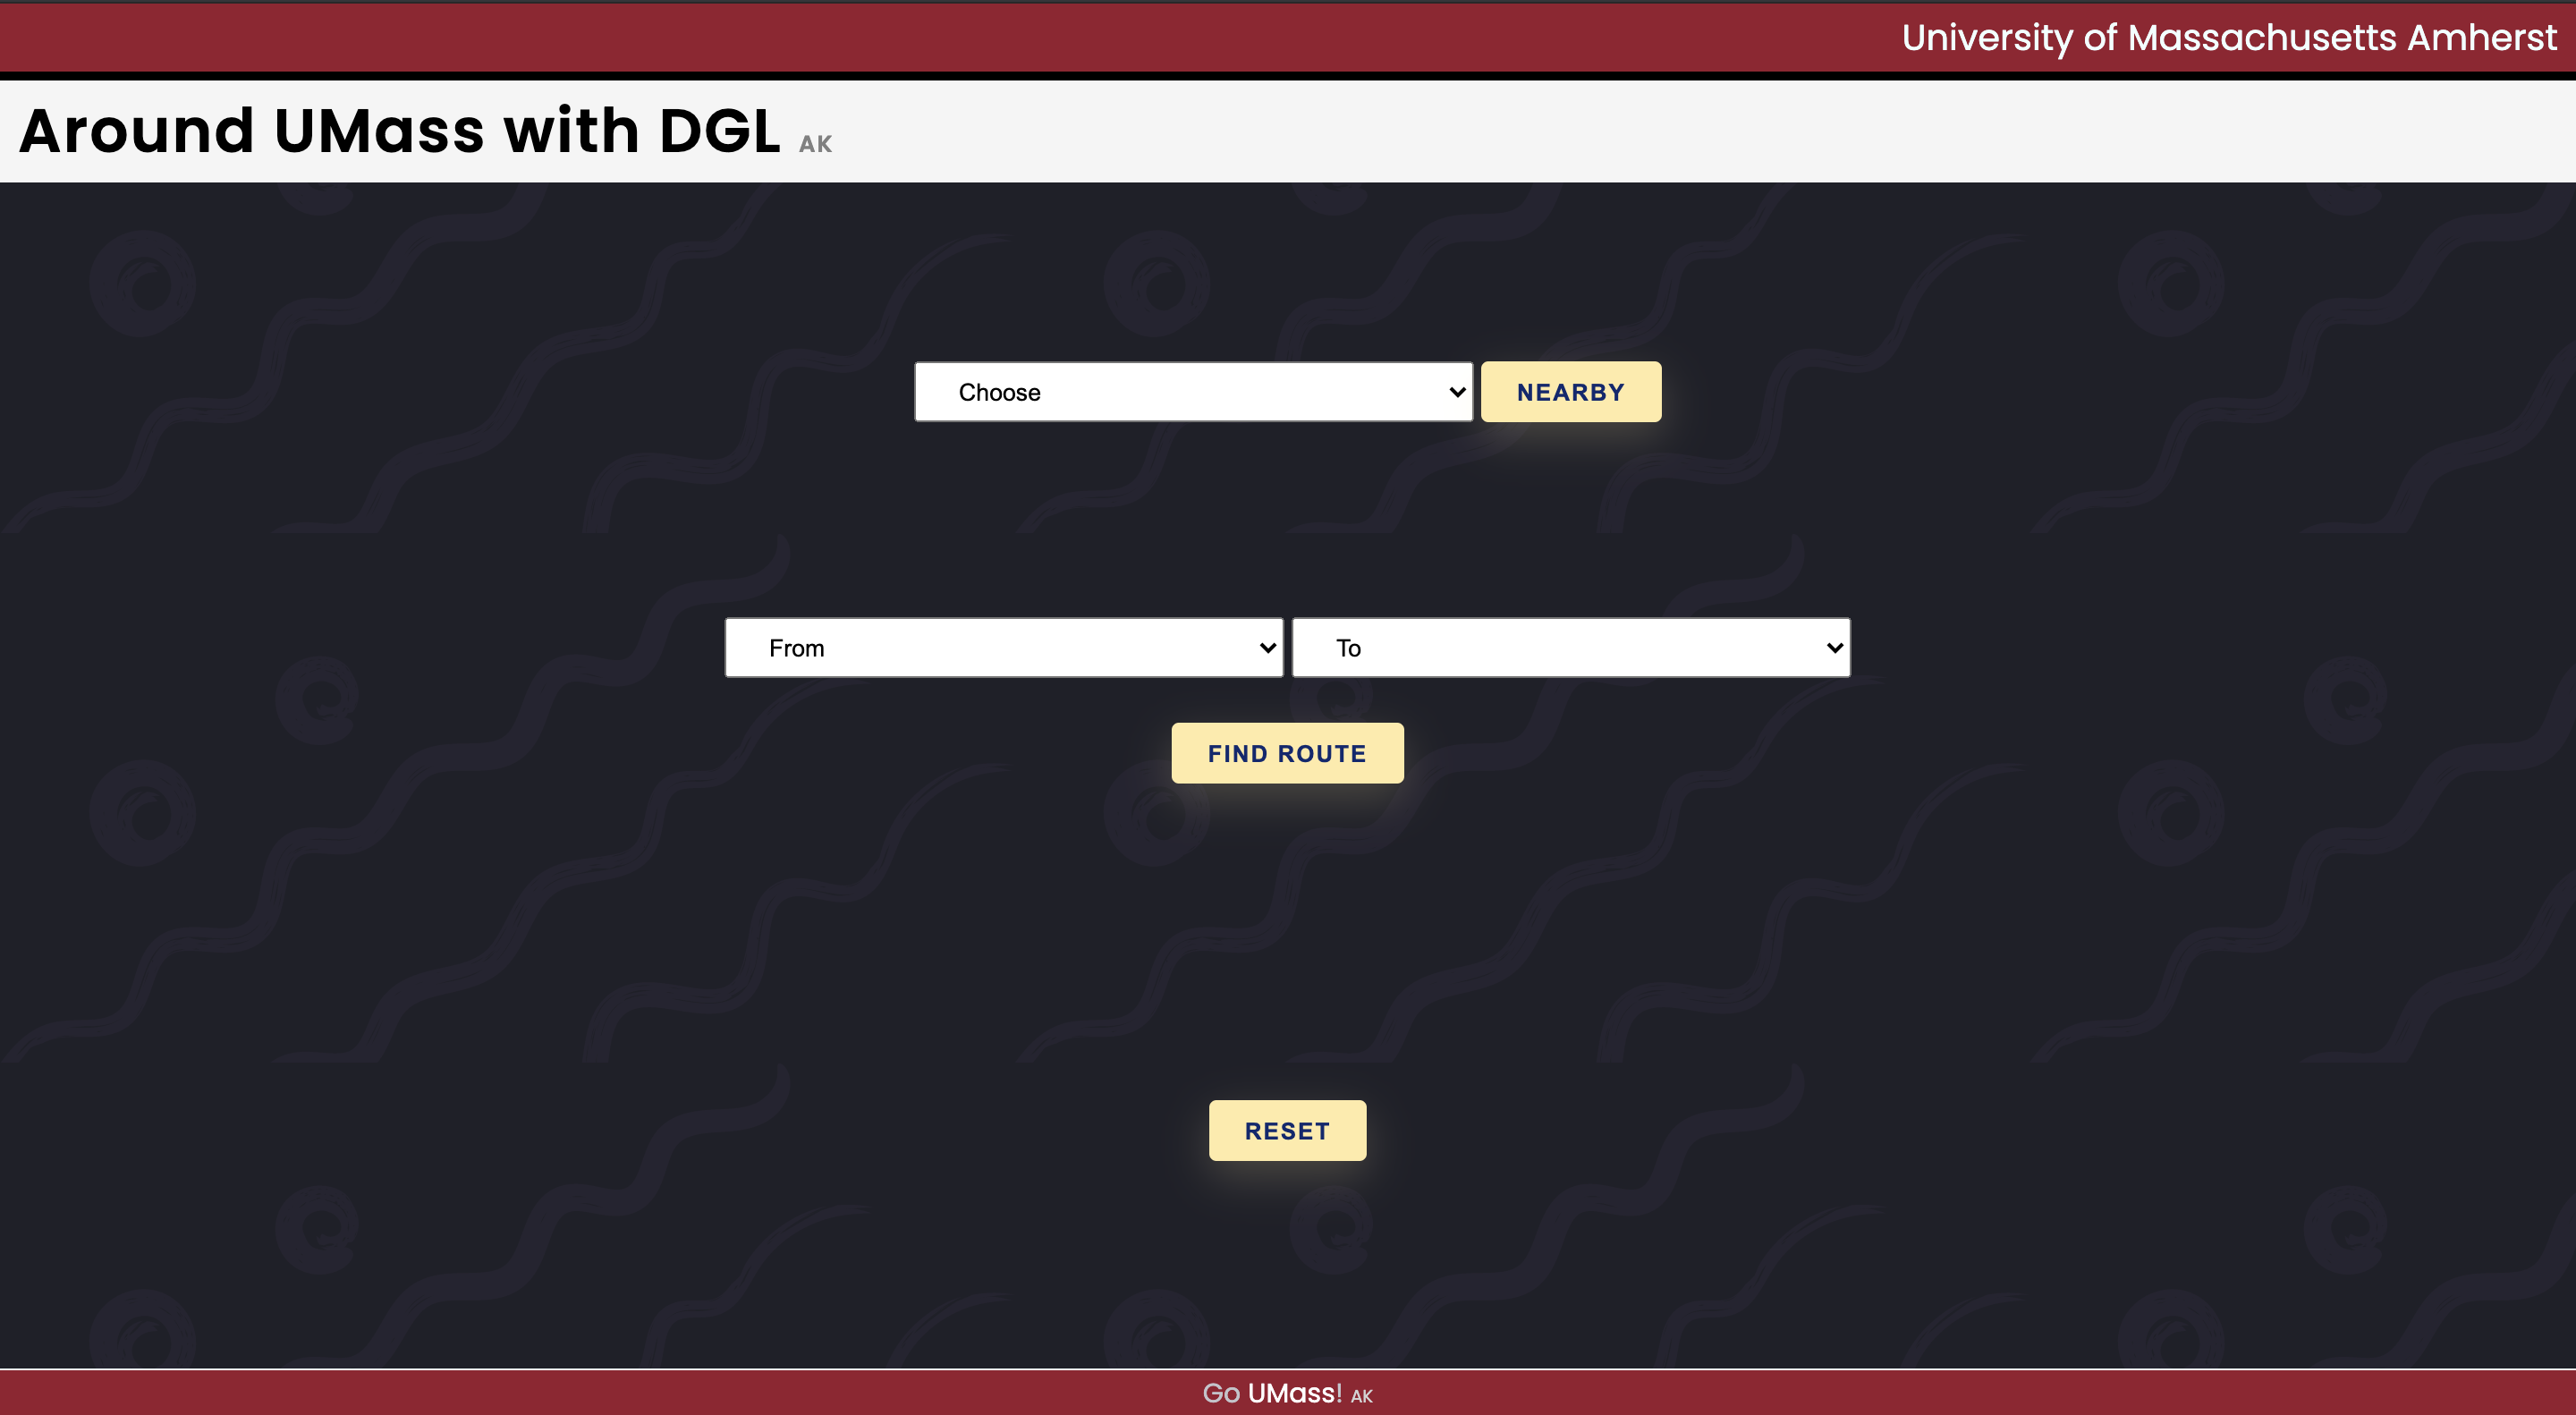 University of Massachusetts Amherst
Around UMass with DGL AK
Choose NEARBY
From To
FIND ROUTE
RESET
Go UMass! AK